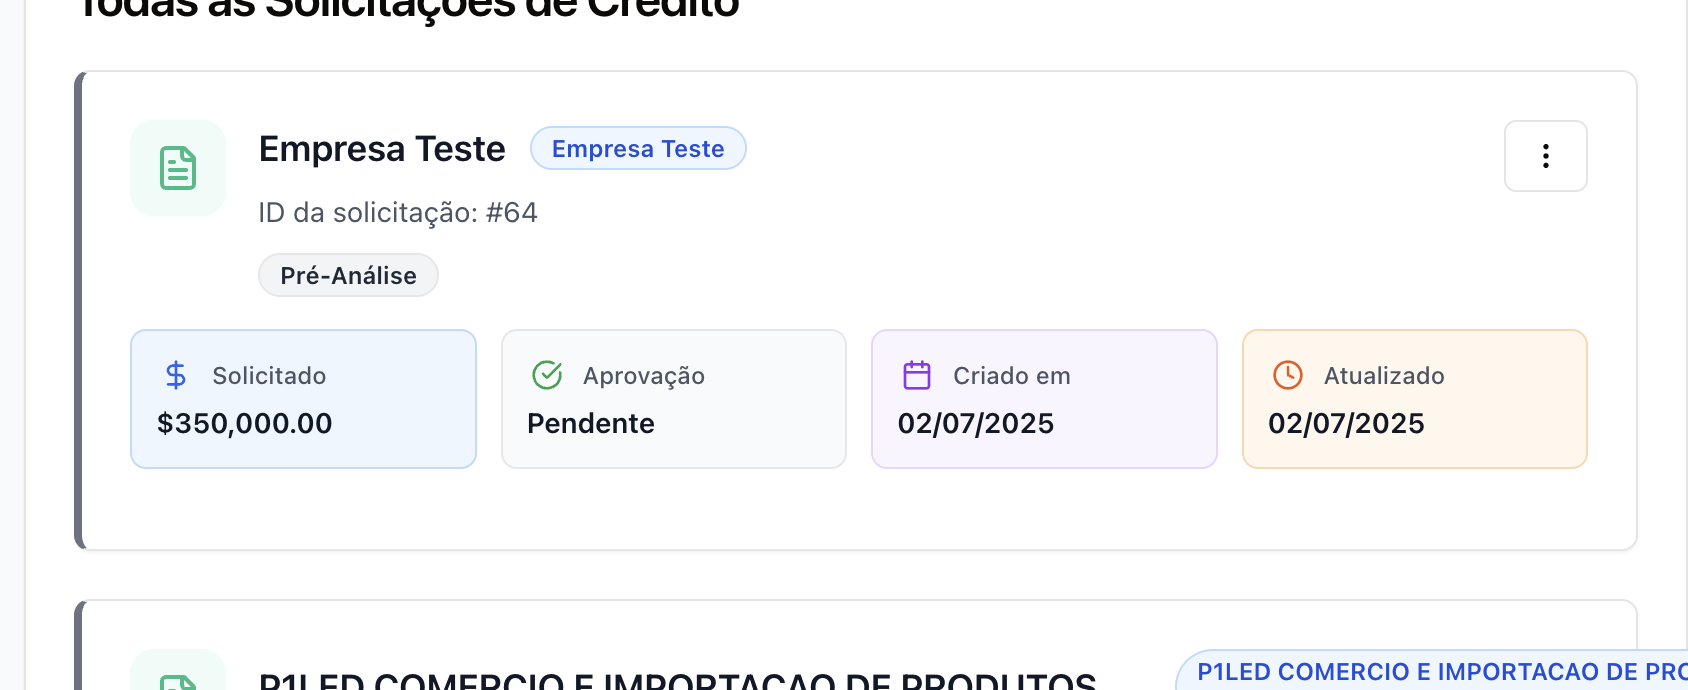 Todas as Solicitações de Crédito
Empresa Teste
Empresa Teste
ID da solicitação: #64
Pré-Análise
Solicitado
$350,000.00
Aprovação
Pendente
Criado em
02/07/2025
Atualizado
02/07/2025
P1LED COMERCIO E IMPORTACAO DE PRODUTOS
P1LED COMERCIO E IMPORTACAO DE